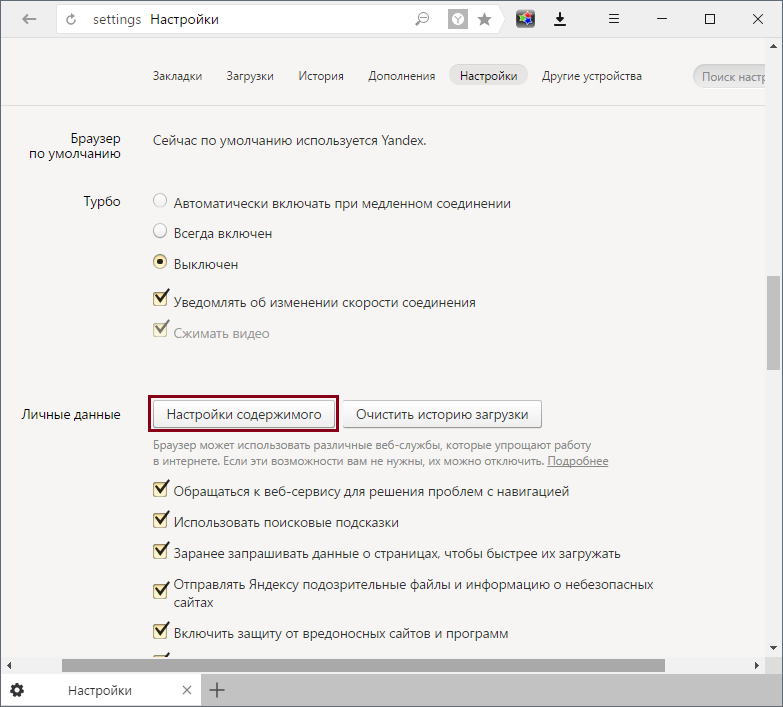 settings Настройки
Закладки Загрузки История Дополнения Настройки Другие устройства Поиск настр
Браузер
по умолчанию
Сейчас по умолчанию используется Yandex.
Турбо
Автоматически включать при медленном соединении
Всегда включен
Выключен
Уведомлять об изменении скорости соединения
Сжимать видео
Личные данные
Настройки содержимого Очистить историю загрузки
Браузер может использовать различные веб-службы, которые упрощают работу
в интернете. Если эти возможности вам не нужны, их можно отключить. Подробнее
Обращаться к веб-сервису для решения проблем с навигацией
Использовать поисковые подсказки
Заранее запрашивать данные о страницах, чтобы быстрее их загружать
Отправлять Яндексу подозрительные файлы и информацию о небезопасных
сайтах
Включить защиту от вредоносных сайтов и программ
Настройки